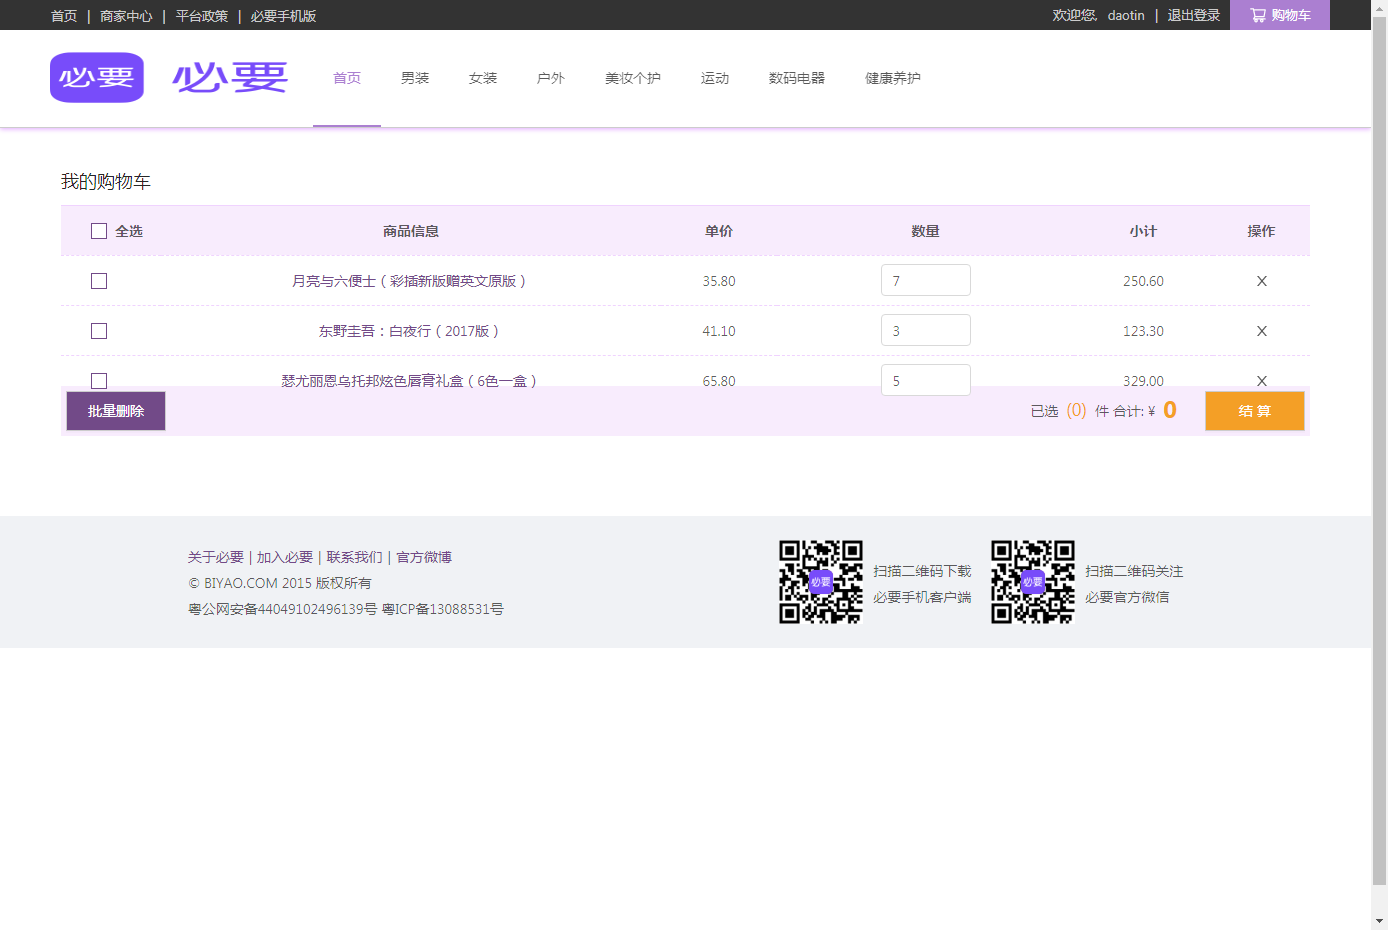 首页 | 商家中心 | 平台政策 | 必要手机版 欢迎您, daotin | 退出登录 购物车
必要 必要 首页 男装 女装 户外 美妆个护 运动 数码电器 健康养护
我的购物车
全选 商品信息 单价 数量 小计 操作
月亮与六便士（彩插新版赠英文原版） 35.80 7 250.60 X
东野圭吾：白夜行（2017版） 41.10 3 123.30 X
瑟尤丽恩乌托邦炫色唇膏礼盒（6色一盒） 65.80 5 329.00 X
批量删除 已选 (0) 件 合计: ¥ 0 结 算
关于必要 | 加入必要 | 联系我们 | 官方微博
© BIYAO.COM 2015 版权所有
粤公网安备44049102496139号 粤ICP备13088531号
必要
扫描二维码下载
必要手机客户端
必要
扫描二维码关注
必要官方微信